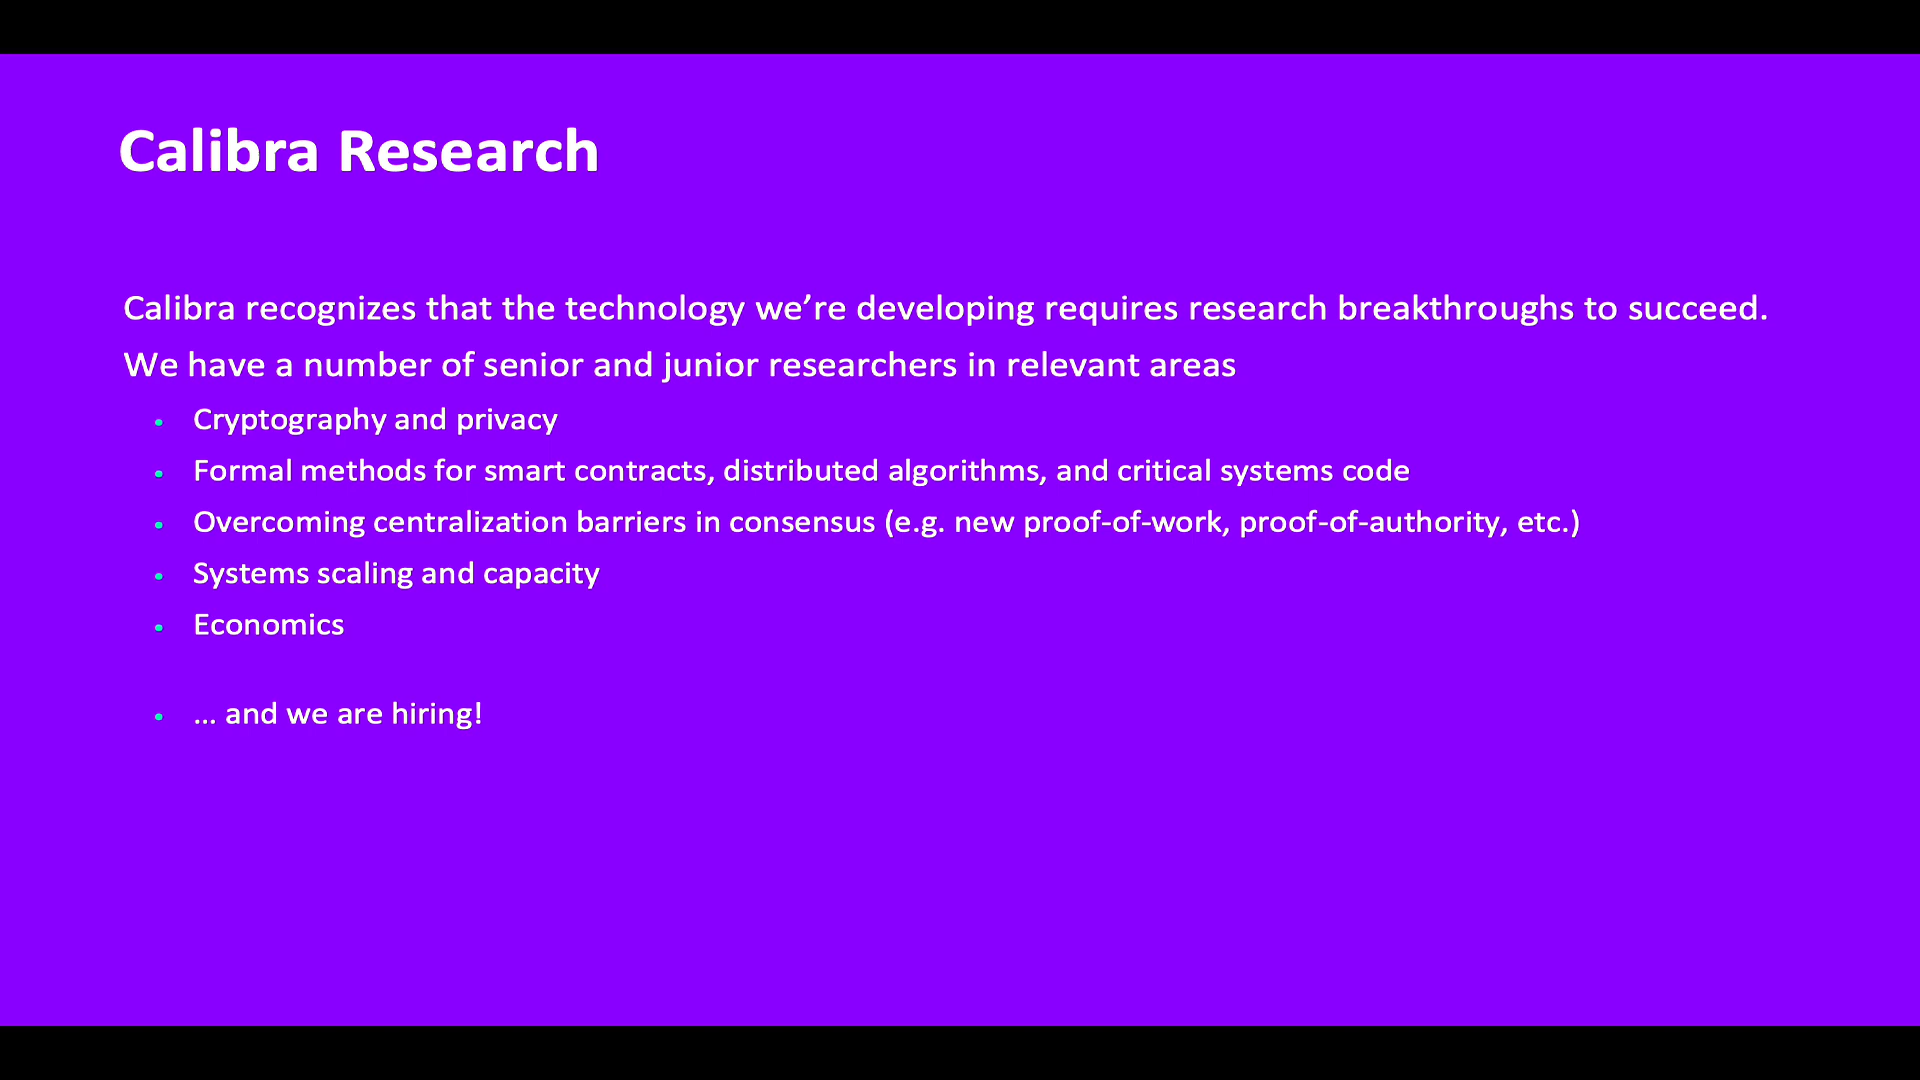 Calibra Research
Calibra recognizes that the technology we’re developing requires research breakthroughs to succeed.
We have a number of senior and junior researchers in relevant areas
• Cryptography and privacy
• Formal methods for smart contracts, distributed algorithms, and critical systems code
• Overcoming centralization barriers in consensus (e.g. new proof-of-work, proof-of-authority, etc.)
• Systems scaling and capacity
• Economics
• ... and we are hiring!